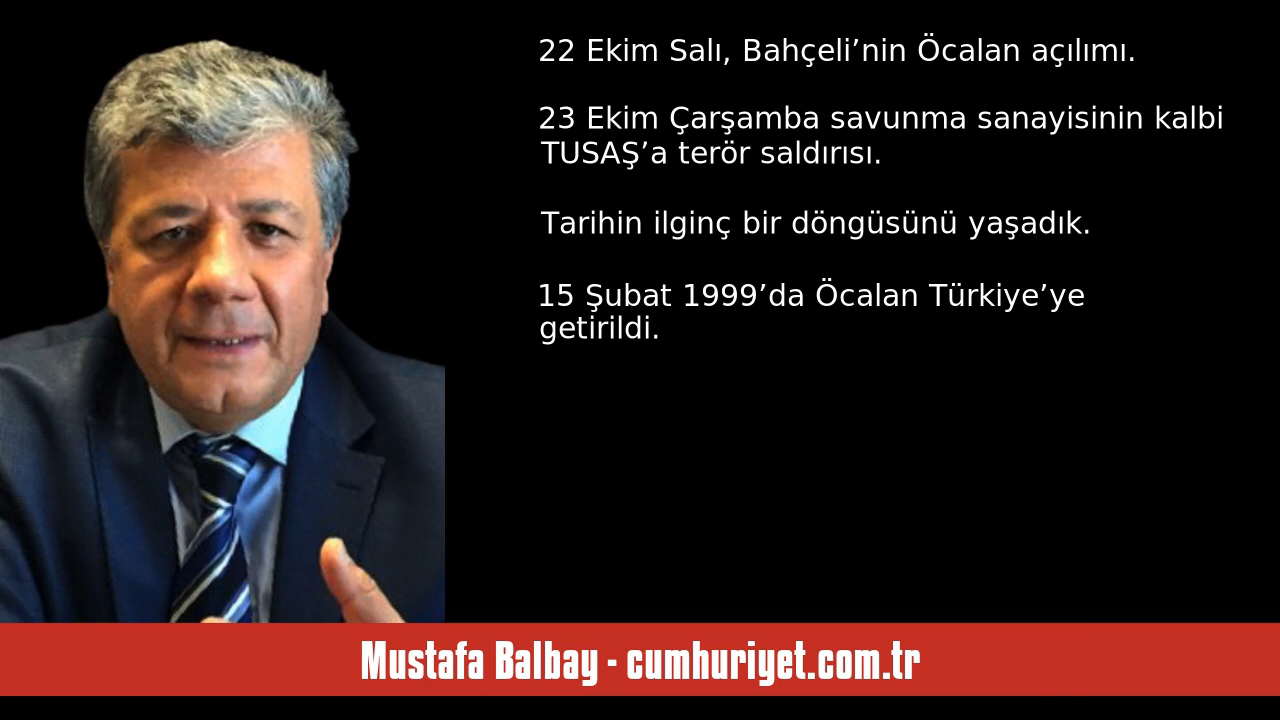 22 Ekim Salı, Bahçeli’nin Öcalan açılımı.
23 Ekim Çarşamba savunma sanayisinin kalbi
TUSAŞ’a terör saldırısı.
Tarihin ilginç bir döngüsünü yaşadık.
15 Şubat 1999’da Öcalan Türkiye’ye
getirildi.
Mustafa Balbay - cumhuriyet.com.tr